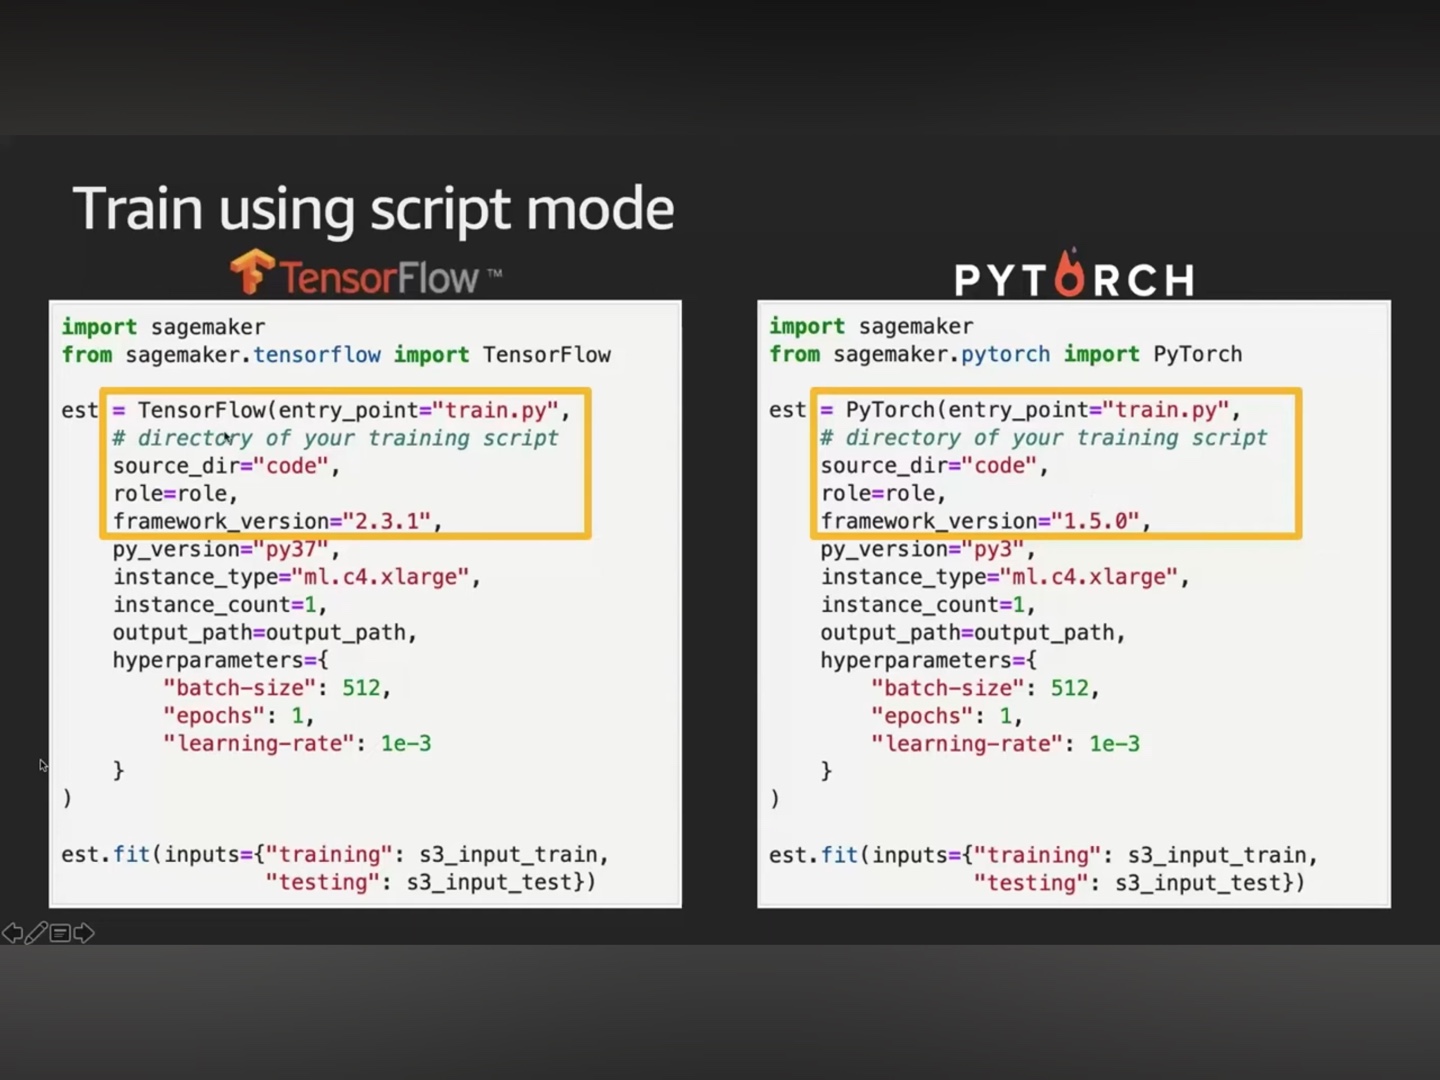 Train using script mode
TensorFlow ™
import sagemaker
from sagemaker.tensorflow import TensorFlow
est = TensorFlow(entry_point="train.py",
# directory of your training script
source_dir="code",
role=role,
framework_version="2.3.1",
py_version="py37",
instance_type="ml.c4.xlarge",
instance_count=1,
output_path=output_path,
hyperparameters={
"batch-size": 512,
"epochs": 1,
"learning-rate": 1e-3
}
)
est.fit(inputs={"training": s3_input_train,
"testing": s3_input_test})
PYTORCH
import sagemaker
from sagemaker.pytorch import PyTorch
est = PyTorch(entry_point="train.py",
# directory of your training script
source_dir="code",
role=role,
framework_version="1.5.0",
py_version="py3",
instance_type="ml.c4.xlarge",
instance_count=1,
output_path=output_path,
hyperparameters={
"batch-size": 512,
"epochs": 1,
"learning-rate": 1e-3
}
)
est.fit(inputs={"training": s3_input_train,
"testing": s3_input_test})